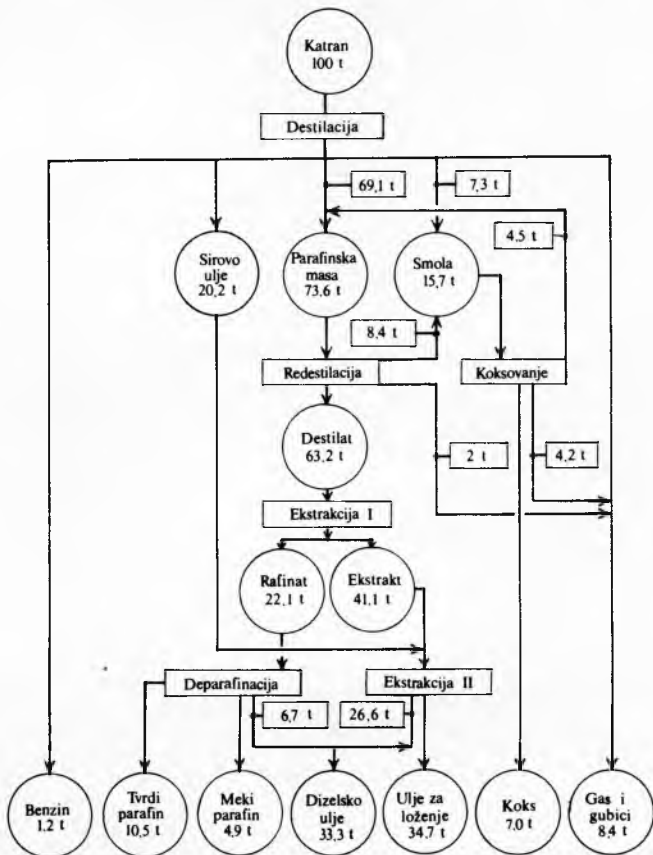 Katran
100 t
Destilacija
69,1 t
7,3 t
4.5 t
Sirovo
ulje
20,2 t
Parafinska
masa
73,6 t
Smola
15,7 t
8,4 t
Redestilacija
Koksovanje
Destilat
63,2 t
2 t
4,2 t
Ekstrakcija I
Rafinat
22,1 t
Ekstrakt
41,1 t
Deparafinacija
Ekstrakcija II
6,7 t
26,6 t
Benzin
1,2 t
Tvrdi
parafin
10,5 t
Meki
parafin
4,9 t
Dizelsko
ulje
33,3 t
Ulje za
loženje
34,7 t
Koks
7,0 t
Gas i
gubici
8,4 t